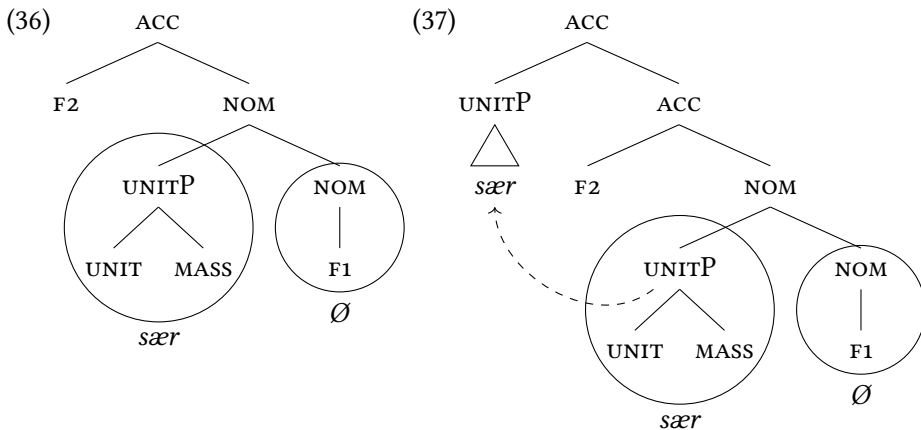 (36) ACC (37) ACC
F2 NOM UNITP ACC
UNITP NOM sær F2 NOM
UNIT MASS F1 UNITP NOM
sær Ø UNIT MASS F1
sær Ø